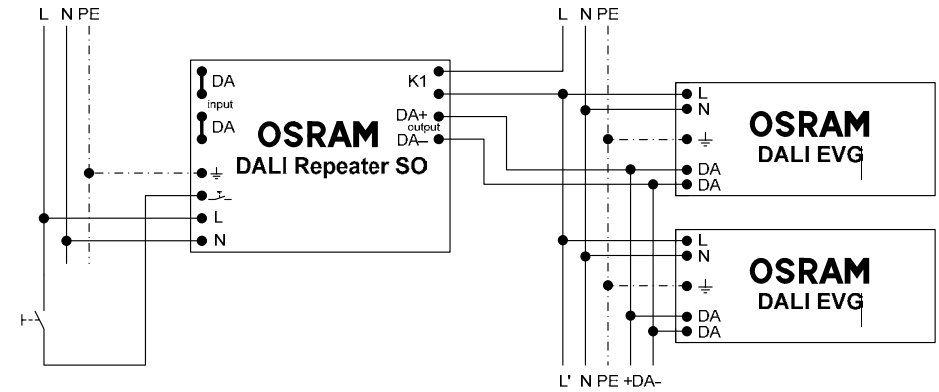 L N PE
L N PE
DA
input
DA
K1
DA+
output
DA–
OSRAM
DALI Repeater SO
L
N
L
N
OSRAM
DALI EVG
DA
DA
L
N
OSRAM
DALI EVG
DA
DA
L' N PE +DA–